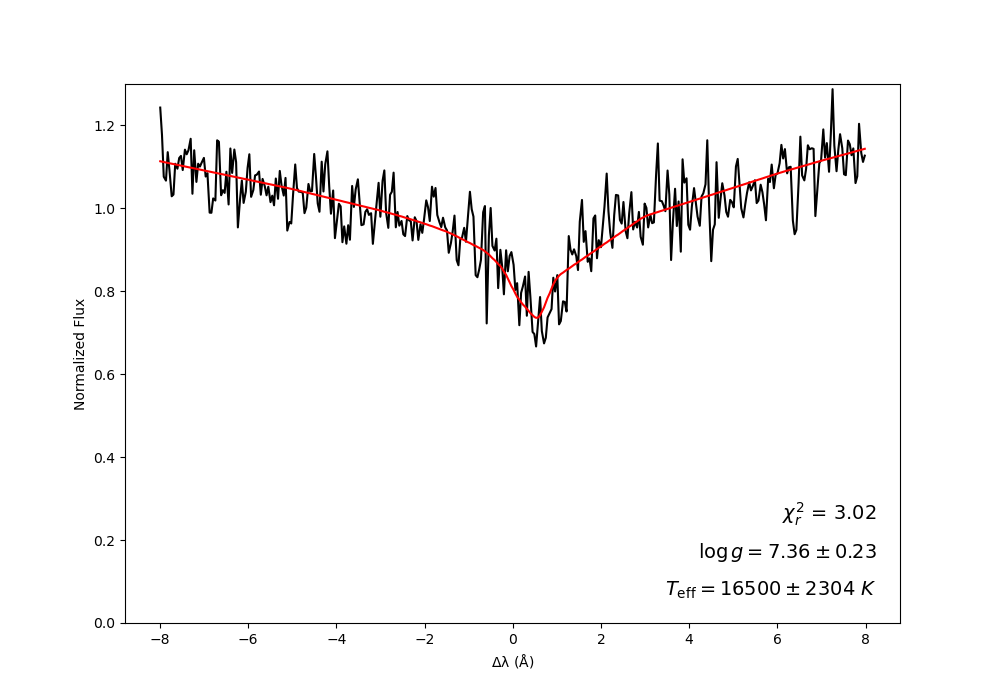 1.2
1.0
0.8
0.6
0.4
0.2
0.0
Normalized Flux
χ²ᵣ = 3.02
log g = 7.36 ± 0.23
T_eff = 16500 ± 2304 K
−8 −6 −4 −2 0 2 4 6 8
Δλ (Å)